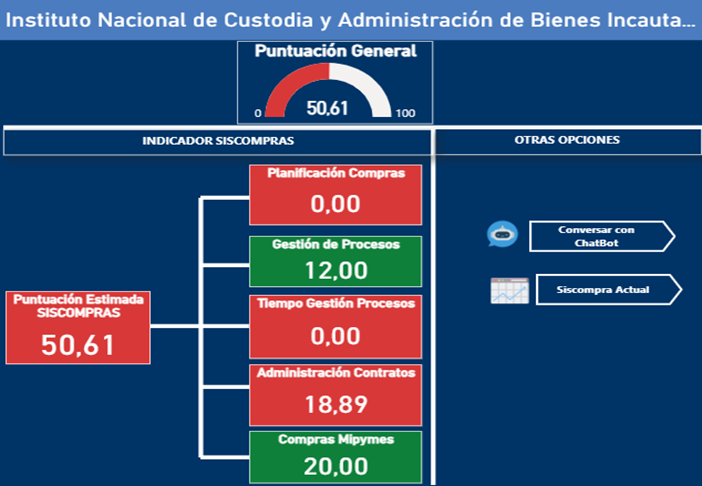 Instituto Nacional de Custodia y Administración de Bienes Incauta...
Puntuación General
50,61
0
100
INDICADOR SISCOMPRAS
OTRAS OPCIONES
Planificación Compras
0,00
Gestión de Procesos
12,00
Puntuación Estimada
SISCOMPRAS
50,61
Tiempo Gestión Procesos
0,00
Administración Contratos
18,89
Compras Mipymes
20,00
Conversar con
ChatBot
Siscompra Actual